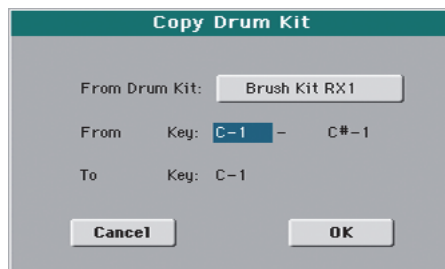 Copy Drum Kit
From Drum Kit: Brush Kit RX1
From Key: C-1 - C#-1
To Key: C-1
Cancel OK